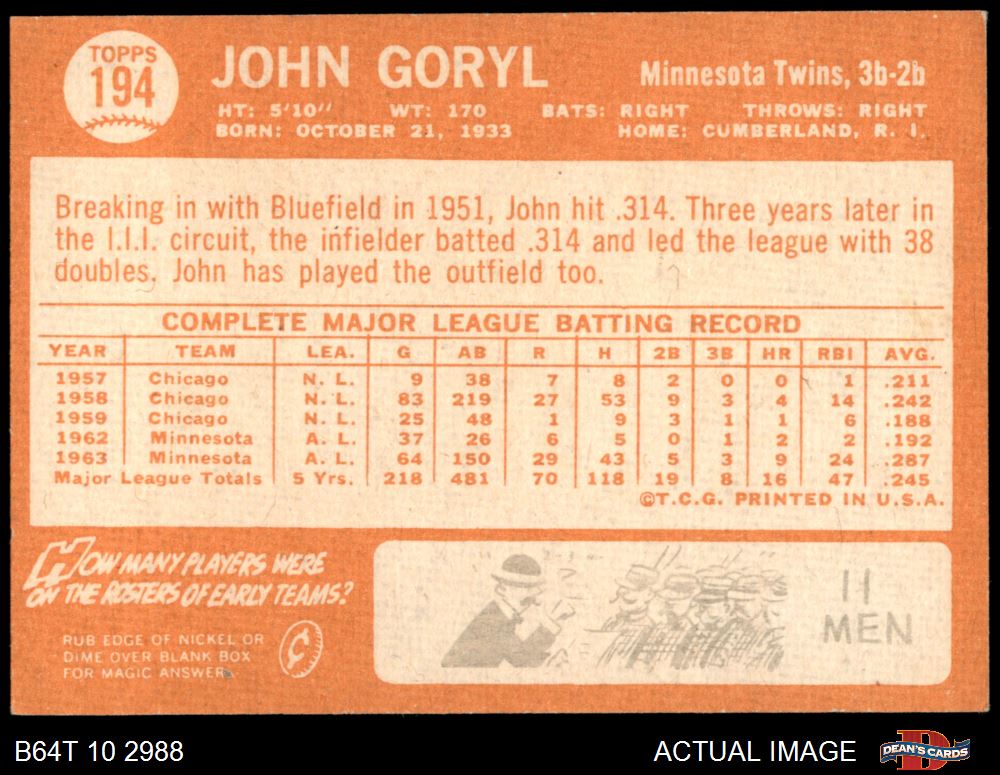 TOPPS
194
JOHN GORYL
Minnesota Twins, 3b-2b
HT: 5'10" WT: 170 BATS: RIGHT THROWS: RIGHT
BORN: OCTOBER 21, 1933 HOME: CUMBERLAND, R. I.
Breaking in with Bluefield in 1951, John hit .314. Three years later in
the I.I.I. circuit, the infielder batted .314 and led the league with 38
doubles. John has played the outfield too.
COMPLETE MAJOR LEAGUE BATTING RECORD
YEAR TEAM LEA. G AB R H 2B 3B HR RBI AVG.
1957 Chicago N. L. 9 38 7 8 2 0 0 1 .211
1958 Chicago N. L. 83 219 27 53 9 3 4 14 .242
1959 Chicago N. L. 25 48 1 9 3 1 1 6 .188
1962 Minnesota A. L. 37 26 6 5 0 1 2 2 .192
1963 Minnesota A. L. 64 150 29 43 5 3 9 24 .287
Major League Totals 5 Yrs. 218 481 70 118 19 8 16 47 .245
©T.C.G. PRINTED IN U.S.A.
HOW MANY PLAYERS WERE
ON THE ROSTERS OF EARLY TEAMS?
RUB EDGE OF NICKEL OR
DIME OVER BLANK BOX
FOR MAGIC ANSWER.
11
MEN
B64T 10 2988
ACTUAL IMAGE
DEAN'S CARDS